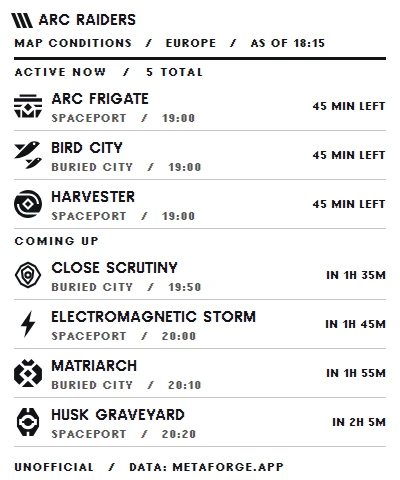 ARC RAIDERS
MAP CONDITIONS / EUROPE / AS OF 18:15
ACTIVE NOW / 5 TOTAL
ARC FRIGATE
SPACEPORT / 19:00
45 MIN LEFT
BIRD CITY
BURIED CITY / 19:00
45 MIN LEFT
HARVESTER
SPACEPORT / 19:00
45 MIN LEFT
COMING UP
CLOSE SCRUTINY
BURIED CITY / 19:50
IN 1H 35M
ELECTROMAGNETIC STORM
SPACEPORT / 20:00
IN 1H 45M
MATRIARCH
BURIED CITY / 20:10
IN 1H 55M
HUSK GRAVEYARD
SPACEPORT / 20:20
IN 2H 5M
UNOFFICIAL / DATA: METAFORGE.APP